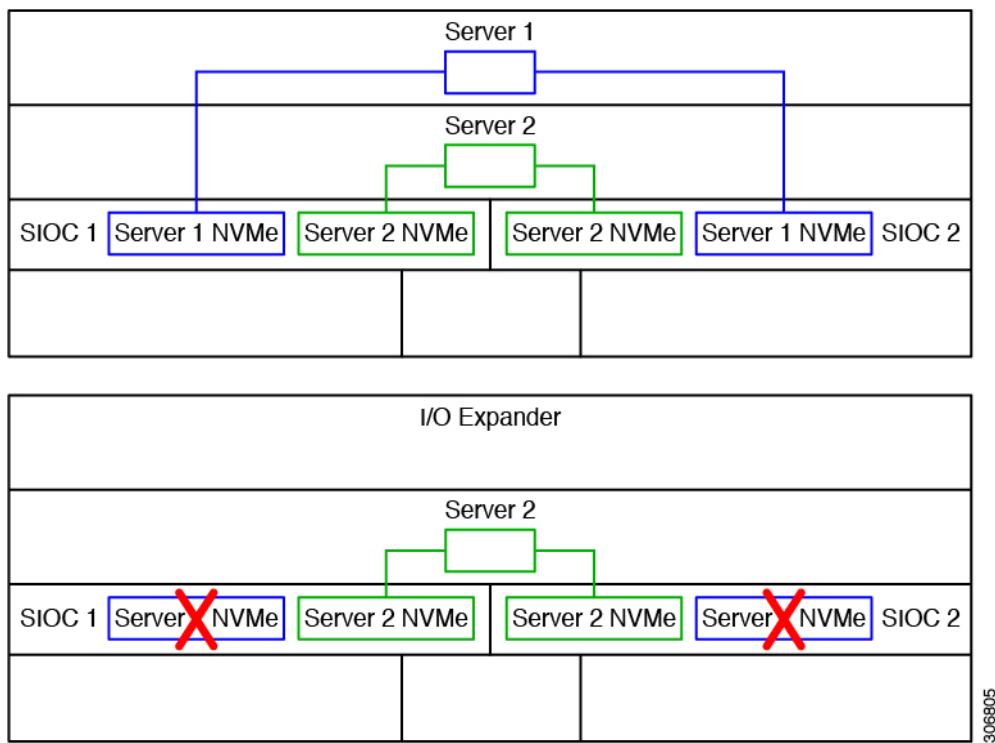 Server 1
Server 2
SIOC 1 Server 1 NVMe Server 2 NVMe Server 2 NVMe Server 1 NVMe SIOC 2
I/O Expander
Server 2
SIOC 1 Server NVMe Server 2 NVMe Server 2 NVMe Server NVMe SIOC 2
306805